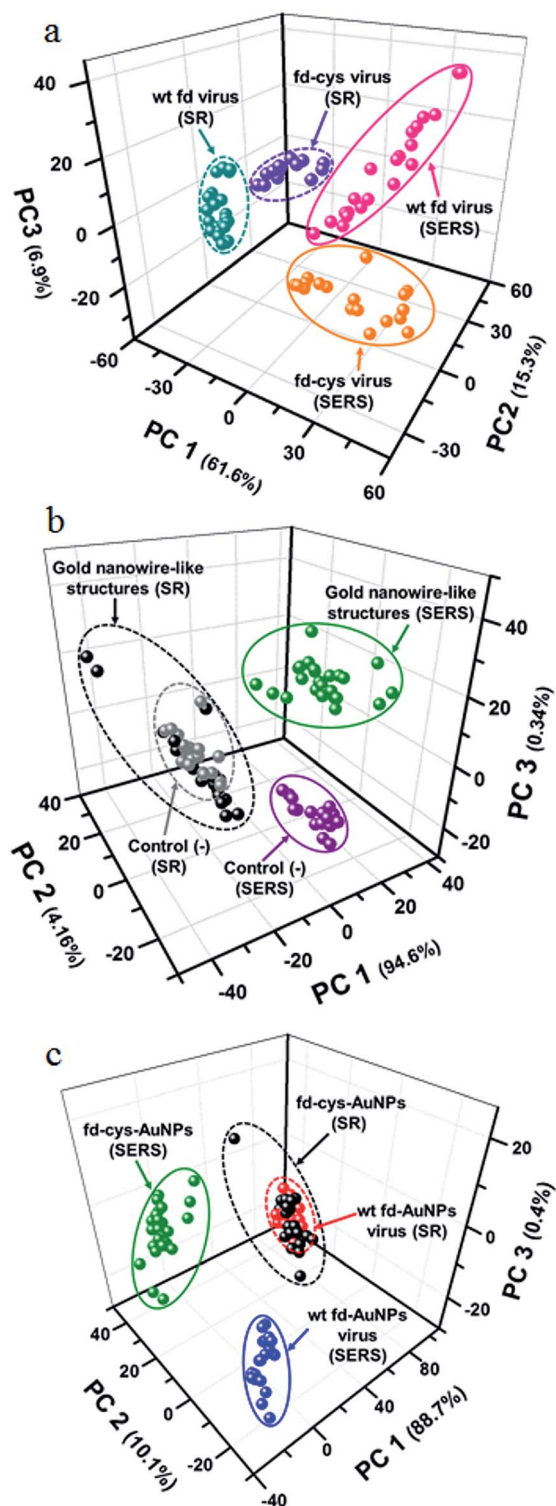 a
40
20
0
-20
PC3 (6.9%)
wt fd virus
(SR)
fd-cys virus
(SR)
wt fd virus
(SERS)
fd-cys virus
(SERS)
-60
-30
0
30
60
PC 1 (61.6%)
60
30
0
-30
PC2 (15.3%)
b
Gold nanowire-like
structures (SR)
Gold nanowire-like
structures (SERS)
Control (-)
(SR)
Control (-)
(SERS)
40
20
0
-20
PC 3 (0.34%)
40
20
0
-20
PC 2 (4.16%)
-40
-20
0
20
40
PC 1 (94.6%)
c
fd-cys-AuNPs
(SERS)
fd-cys-AuNPs
(SR)
wt fd-AuNPs
virus (SR)
wt fd-AuNPs
virus
(SERS)
20
0
-20
PC 3 (0.4%)
40
20
0
-20
-40
PC 2 (10.1%)
0
40
80
PC 1 (88.7%)